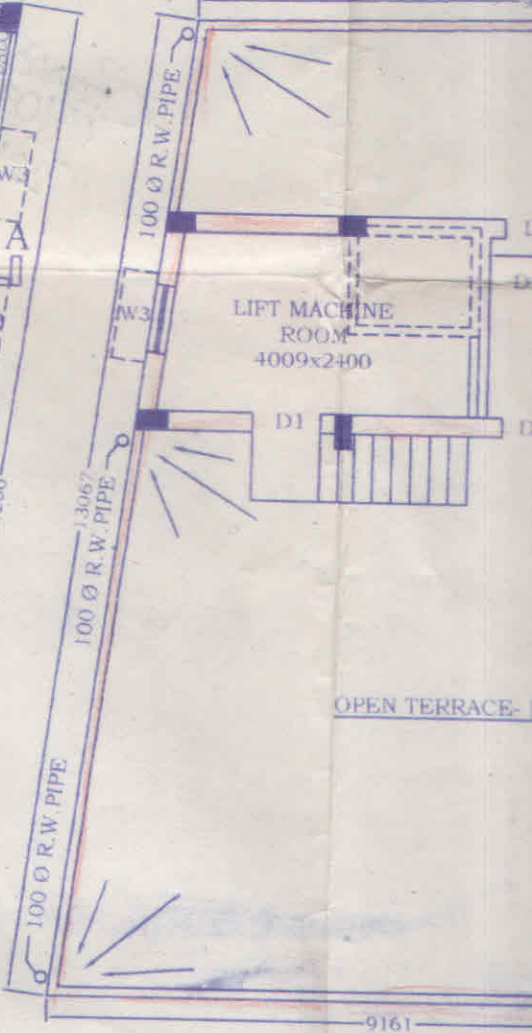 100 Ø R.W.PIPE
W3
A
W3
LIFT MACHINE
ROOM
4009x2400
D1
13067
100 Ø R.W.PIPE
OPEN TERRACE-
100 Ø R.W.PIPE
9161